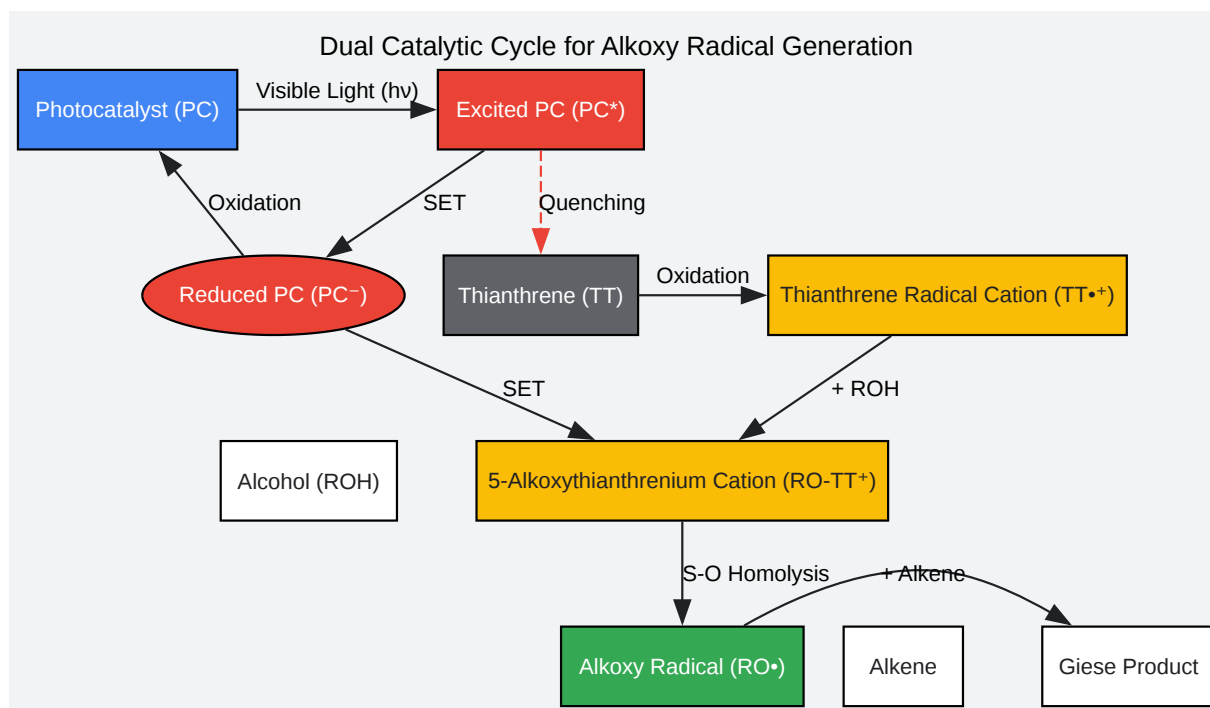 Dual Catalytic Cycle for Alkoxy Radical Generation
Photocatalyst (PC)
Visible Light (hν)
Excited PC (PC*)
Oxidation
SET
Quenching
Reduced PC (PC⁻)
Thianthrene (TT)
Oxidation
Thianthrene Radical Cation (TT•⁺)
SET
+ ROH
Alcohol (ROH)
5-Alkoxythianthrenium Cation (RO-TT⁺)
S-O Homolysis
+ Alkene
Alkoxy Radical (RO•)
Alkene
Giese Product